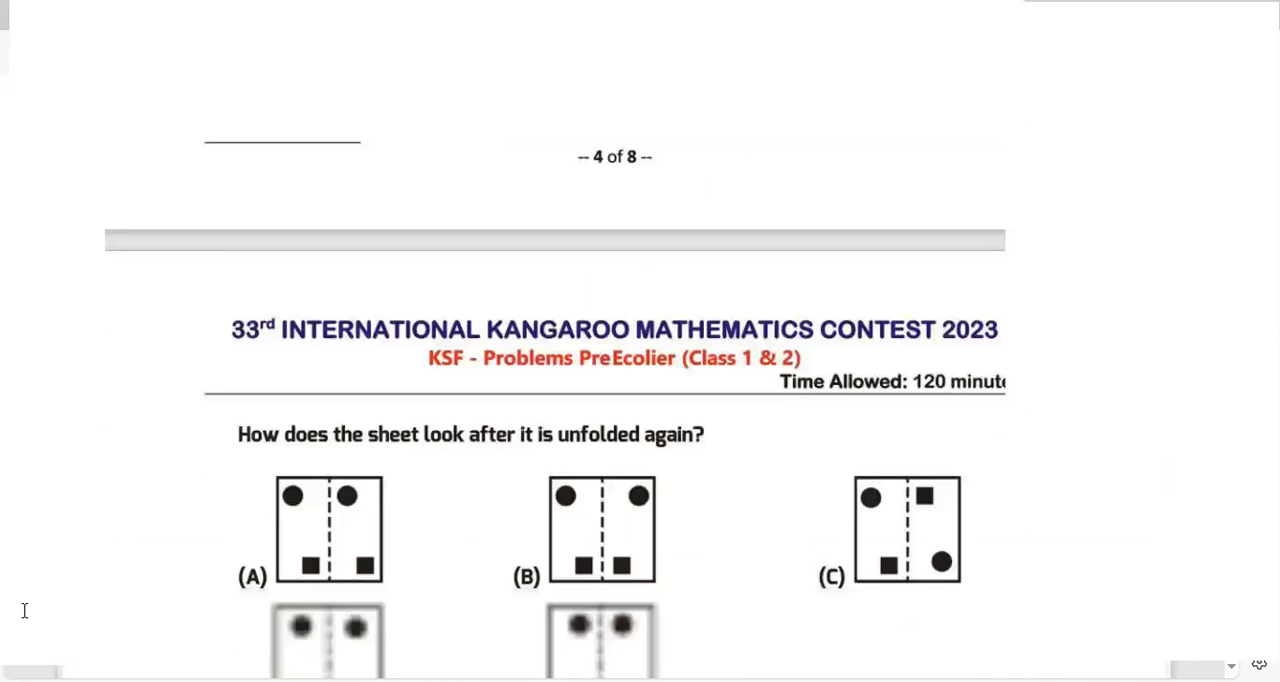 -- 4 of 8 --
33rd INTERNATIONAL KANGAROO MATHEMATICS CONTEST 2023
KSF - Problems PreEcolier (Class 1 & 2)
Time Allowed: 120 minute
How does the sheet look after it is unfolded again?
(A) (B) (C)